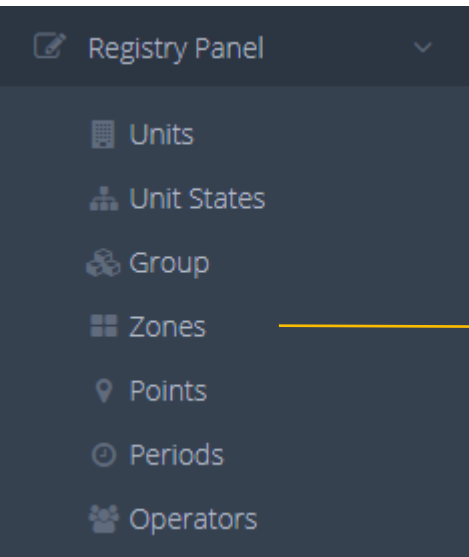 Registry Panel
Units
Unit States
Group
Zones
Points
Periods
Operators